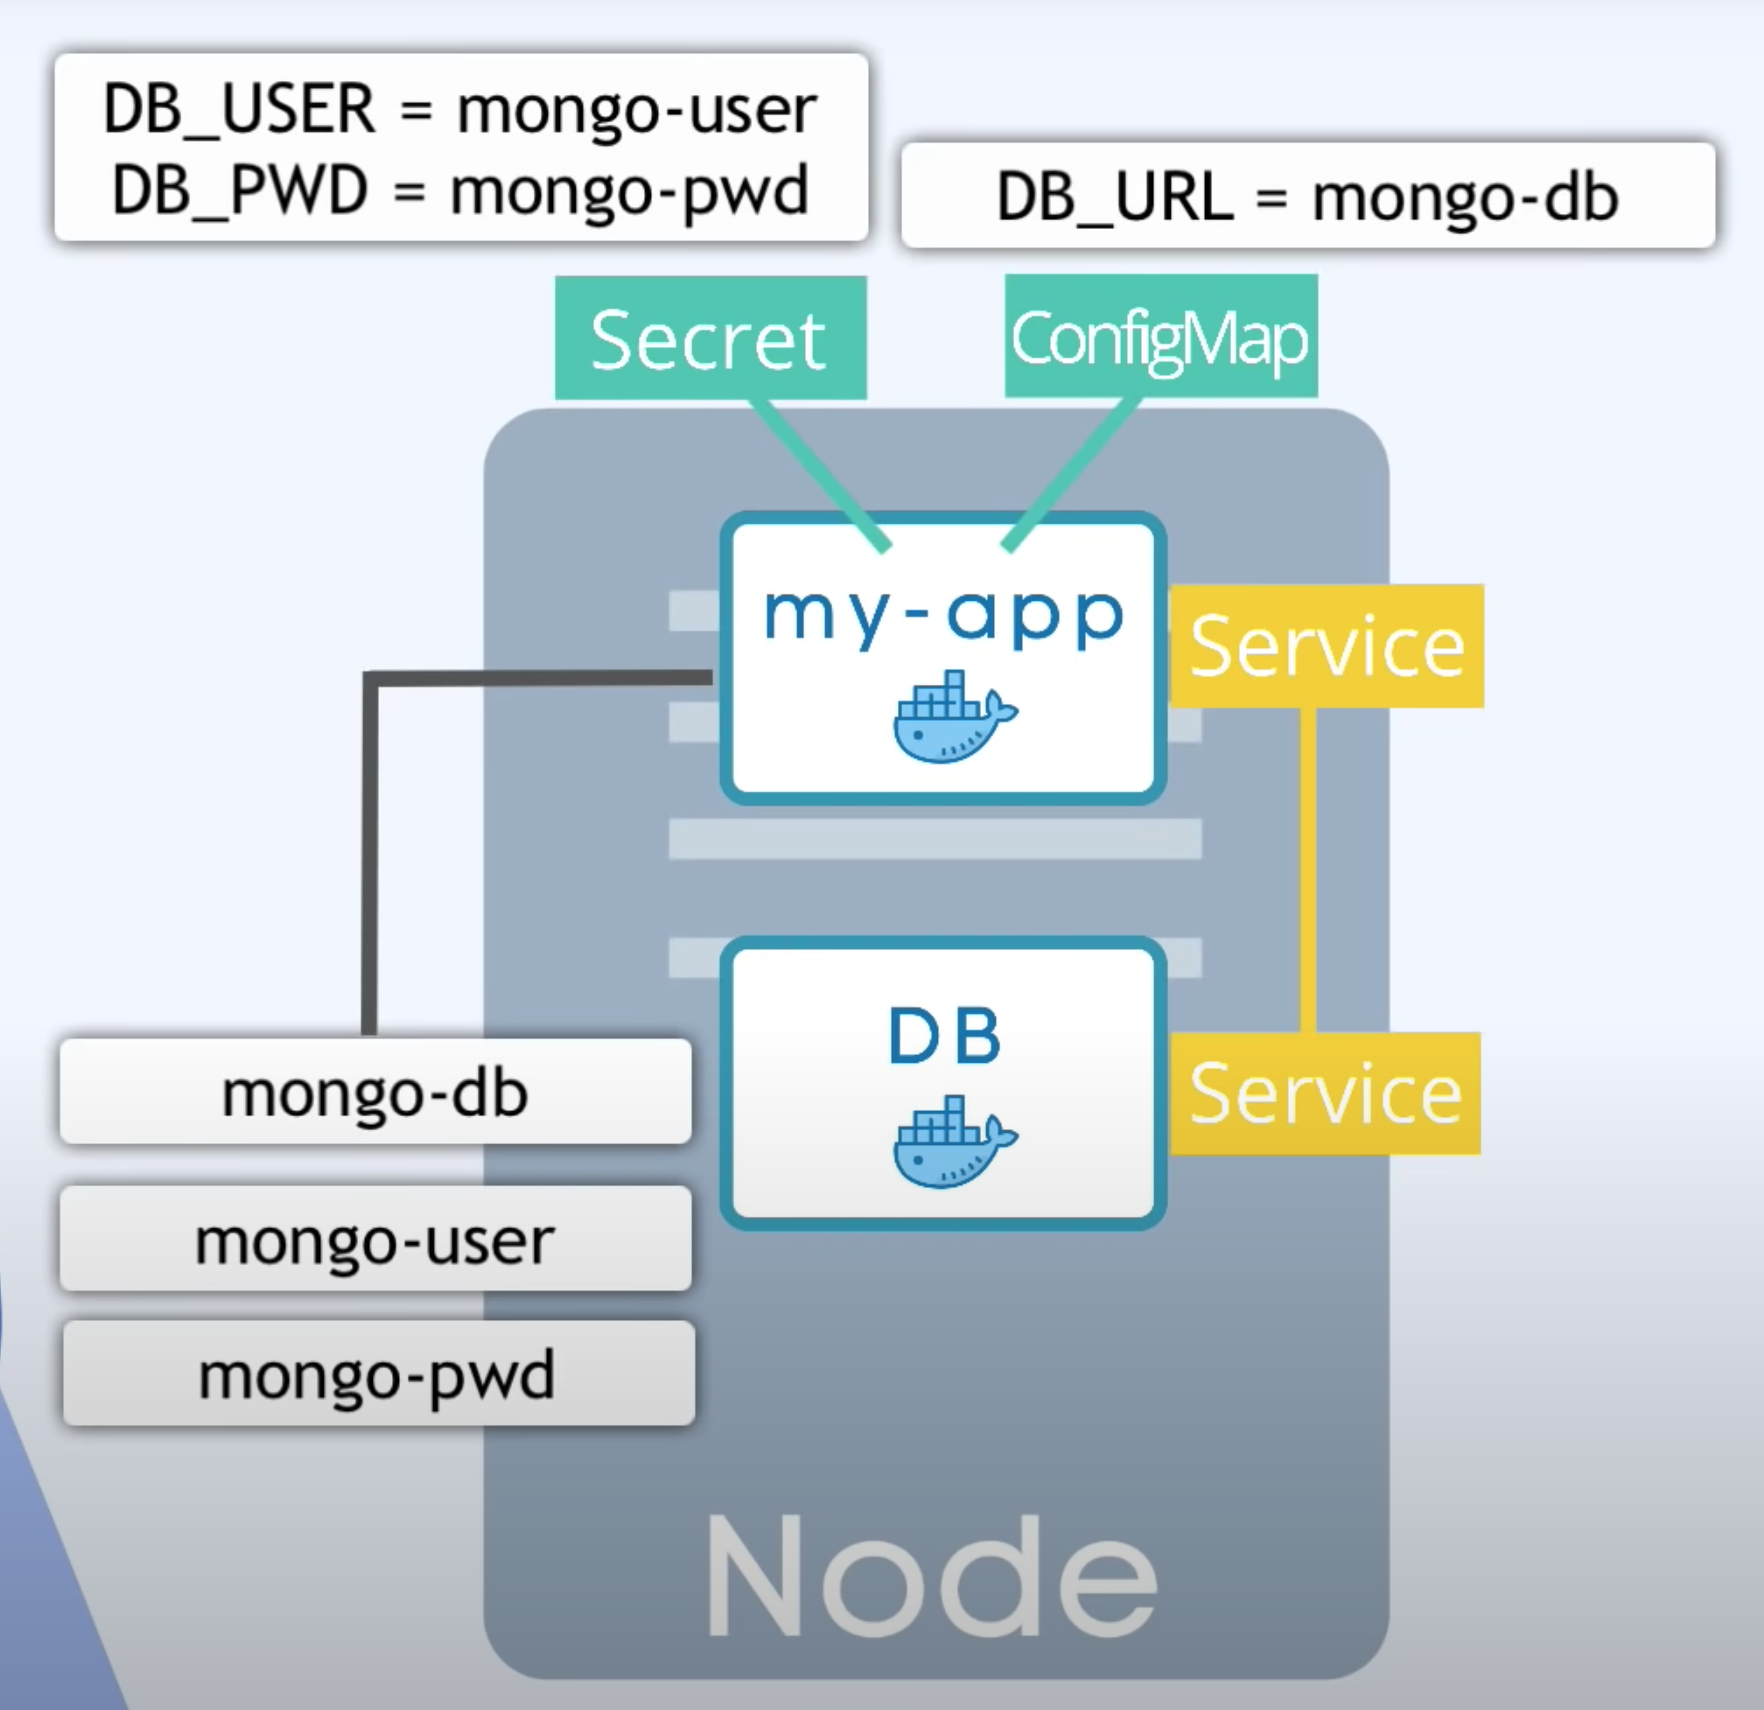 DB_USER = mongo-user
DB_PWD = mongo-pwd
DB_URL = mongo-db
Secret
ConfigMap
my-app
Service
DB
Service
mongo-db
mongo-user
mongo-pwd
Node